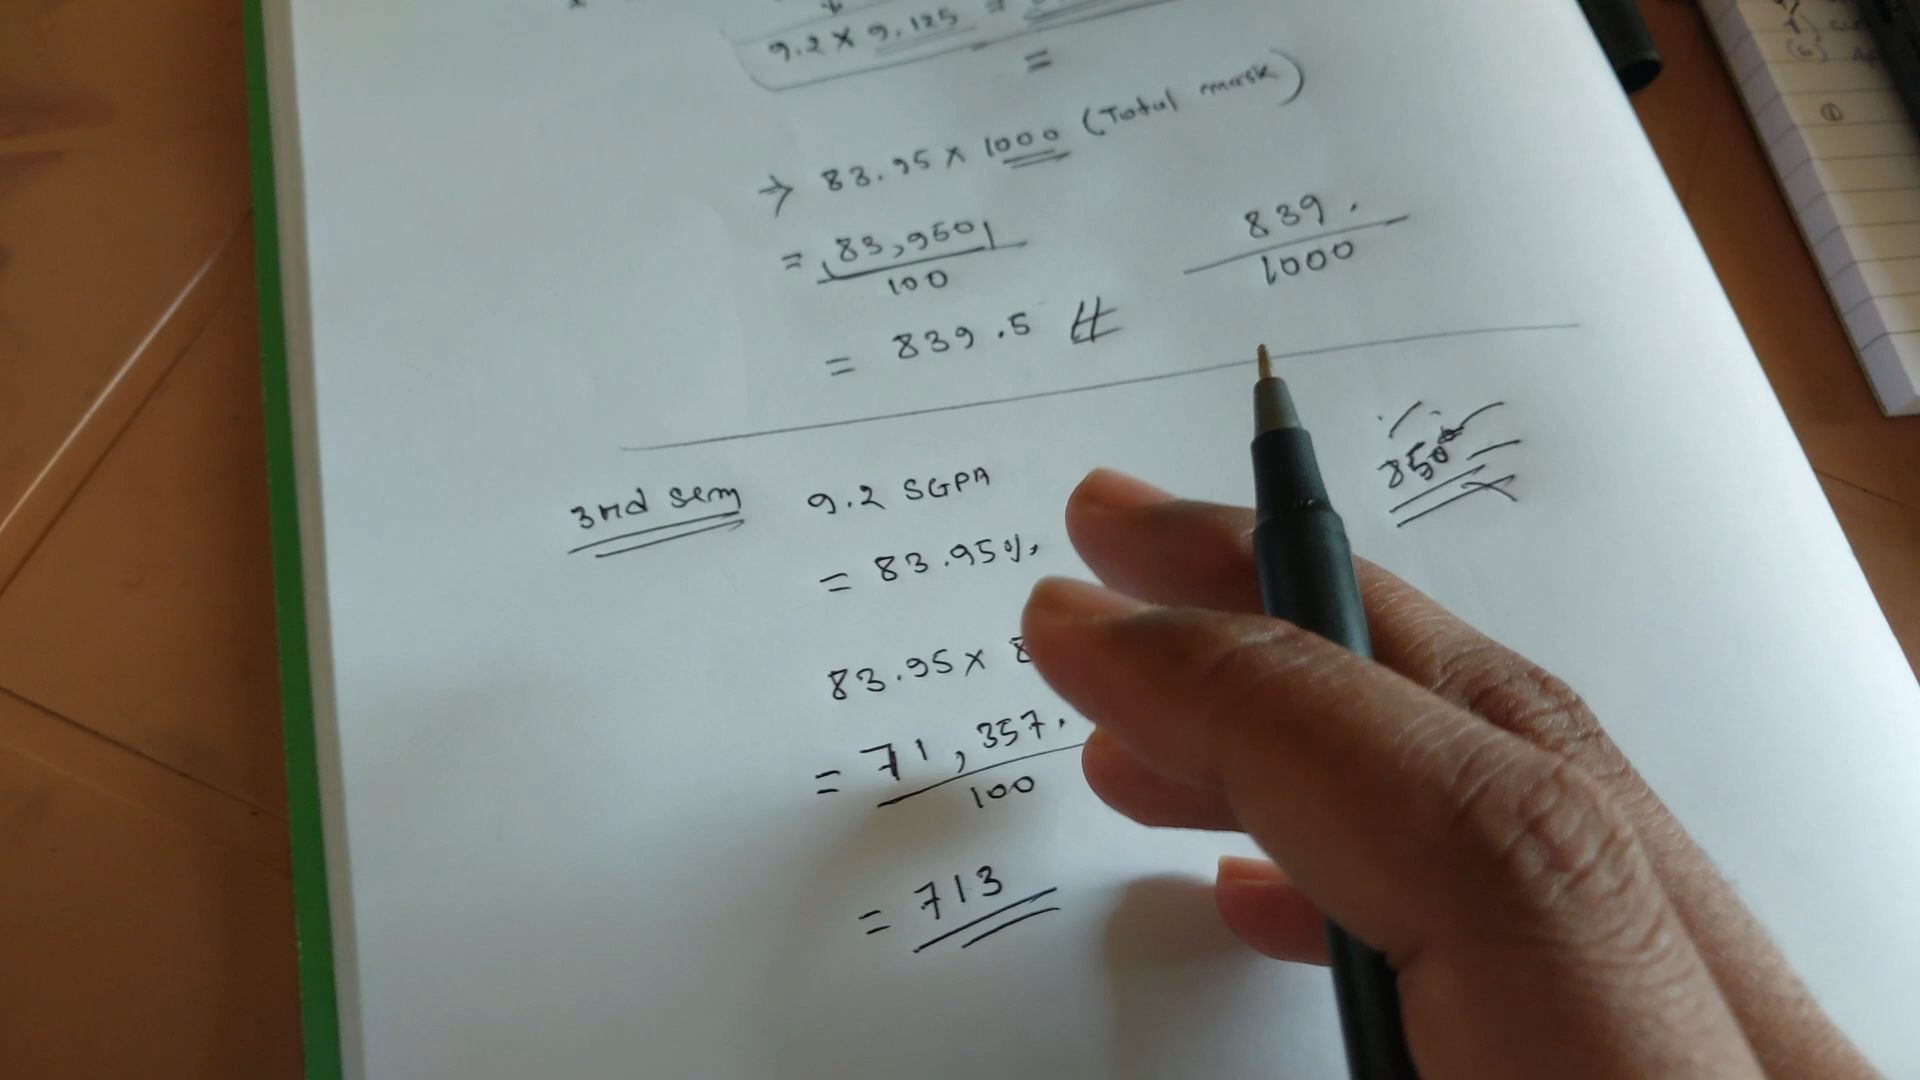 9.2 × 9.125 =
=
→ 83.95 × 1000 (Total mark)
= 83,950
100
839.
1000
= 839.5
3rd sem 9.2 SGPA
850
= 83.95%
83.95 × 8
= 71,357.
100
= 713